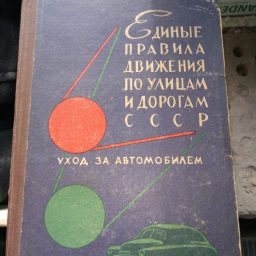 ЕДИНЫЕ
ПРАВИЛА
ДВИЖЕНИЯ
ПО УЛИЦАМ
И ДОРОГАМ
СССР
УХОД ЗА АВТОМОБИЛЕМ